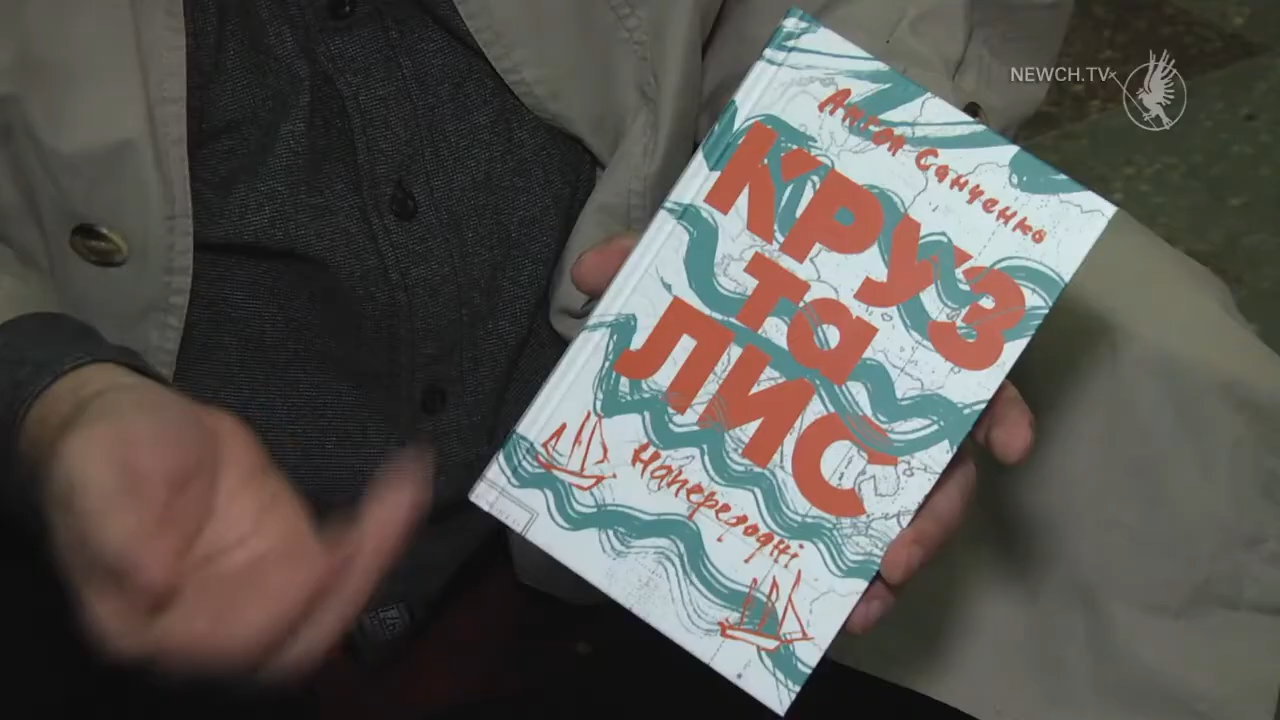 NEWCH.TV
Антон Санченко
КРУЗ
та
ЛИС
Напередодні